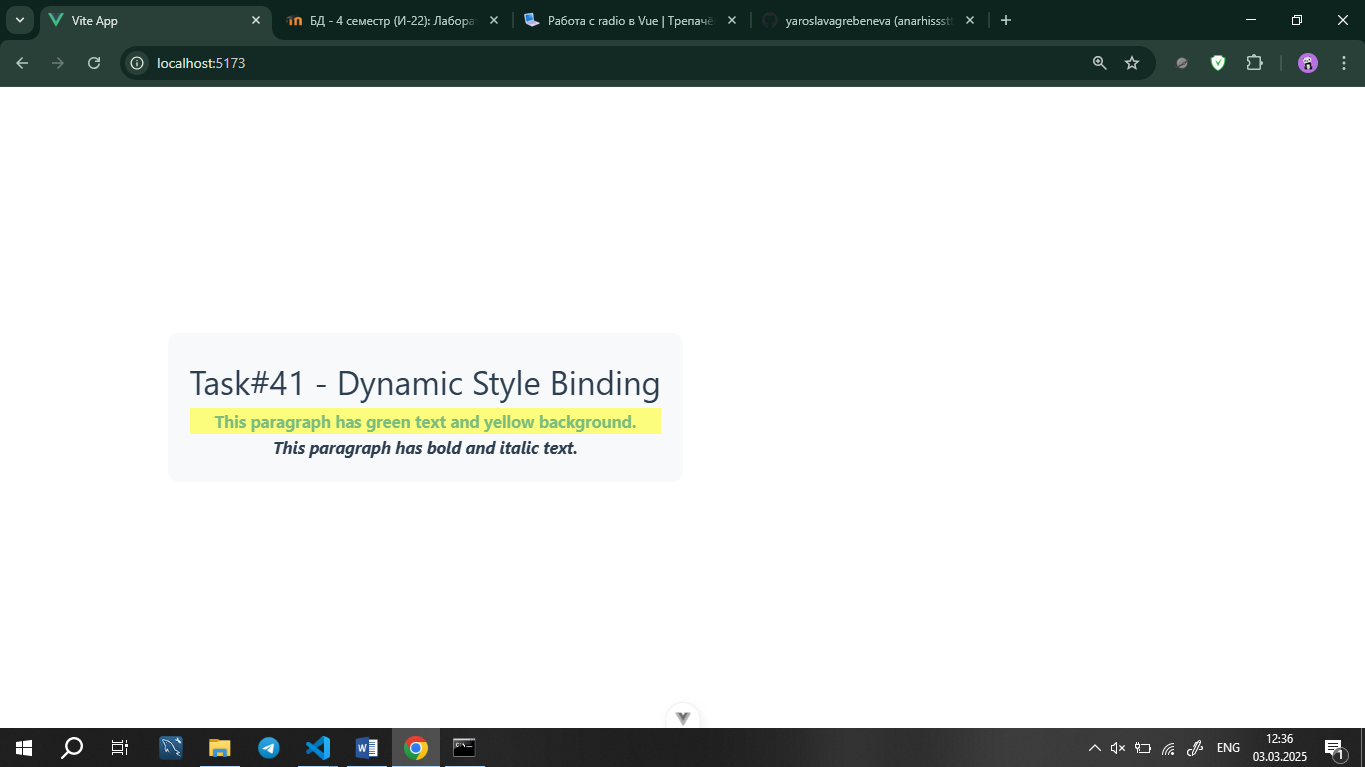 Vite App
БД - 4 семестр (И-22): Лабора
Работа с radio в Vue | Трепачё
yaroslavagrebeneva (anarhissst
localhost:5173
Task#41 - Dynamic Style Binding
This paragraph has green text and yellow background.
This paragraph has bold and italic text.
ENG
12:36
03.03.2025
1